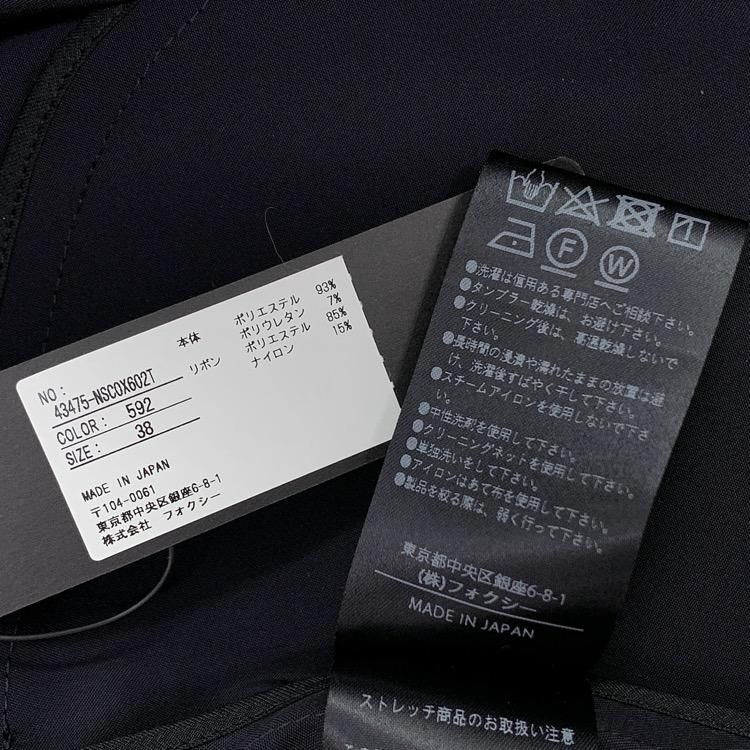 NO:
43475-NSCOX602T
COLOR: 592
SIZE: 38
本体 ポリエステル 93%
ポリウレタン 7%
リボン ポリエステル 85%
ナイロン 15%
MADE IN JAPAN
〒104-0061
東京都中央区銀座6-8-1
株式会社 フォクシー
F W
●洗濯は信用ある専門店へご相談下さい。
●タンブラー乾燥は、お避け下さい。
●クリーニング後は、高温乾燥しないで
下さい。
●長時間の浸漬や濡れたままの放置は避
け、洗濯後すばやく干して下さい。
●スチームアイロンを使用しないで下さ
い。
●中性洗剤を使用して下さい。
●クリーニングネットを使用して下さい。
●単独洗いをして下さい。
●アイロンはあて布を使用して下さい。
●製品を絞る際は、弱く行って下さい。
東京都中央区銀座6-8-1
(株)フォクシー
MADE IN JAPAN
ストレッチ商品のお取扱い注意